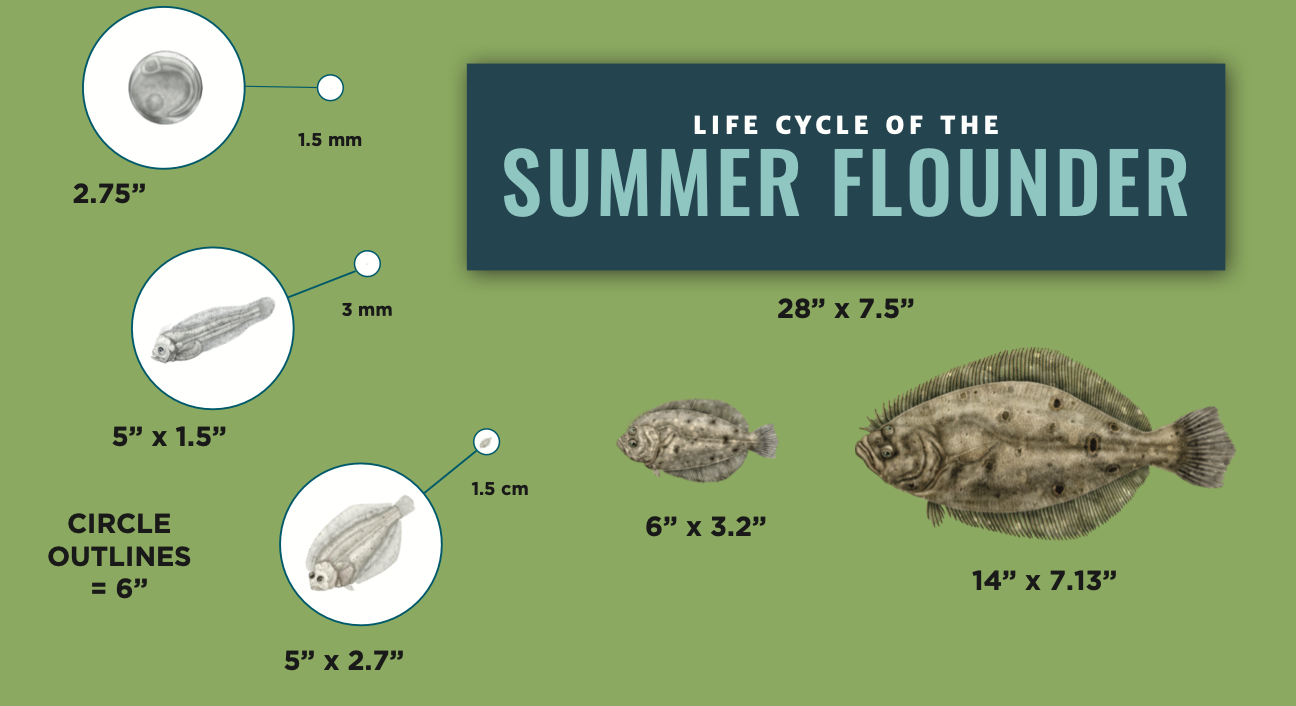 1.5 mm
2.75”
LIFE CYCLE OF THE
SUMMER FLOUNDER
28” x 7.5”
3 mm
5” x 1.5”
1.5 cm
CIRCLE
OUTLINES
= 6”
5” x 2.7”
6” x 3.2”
14” x 7.13”